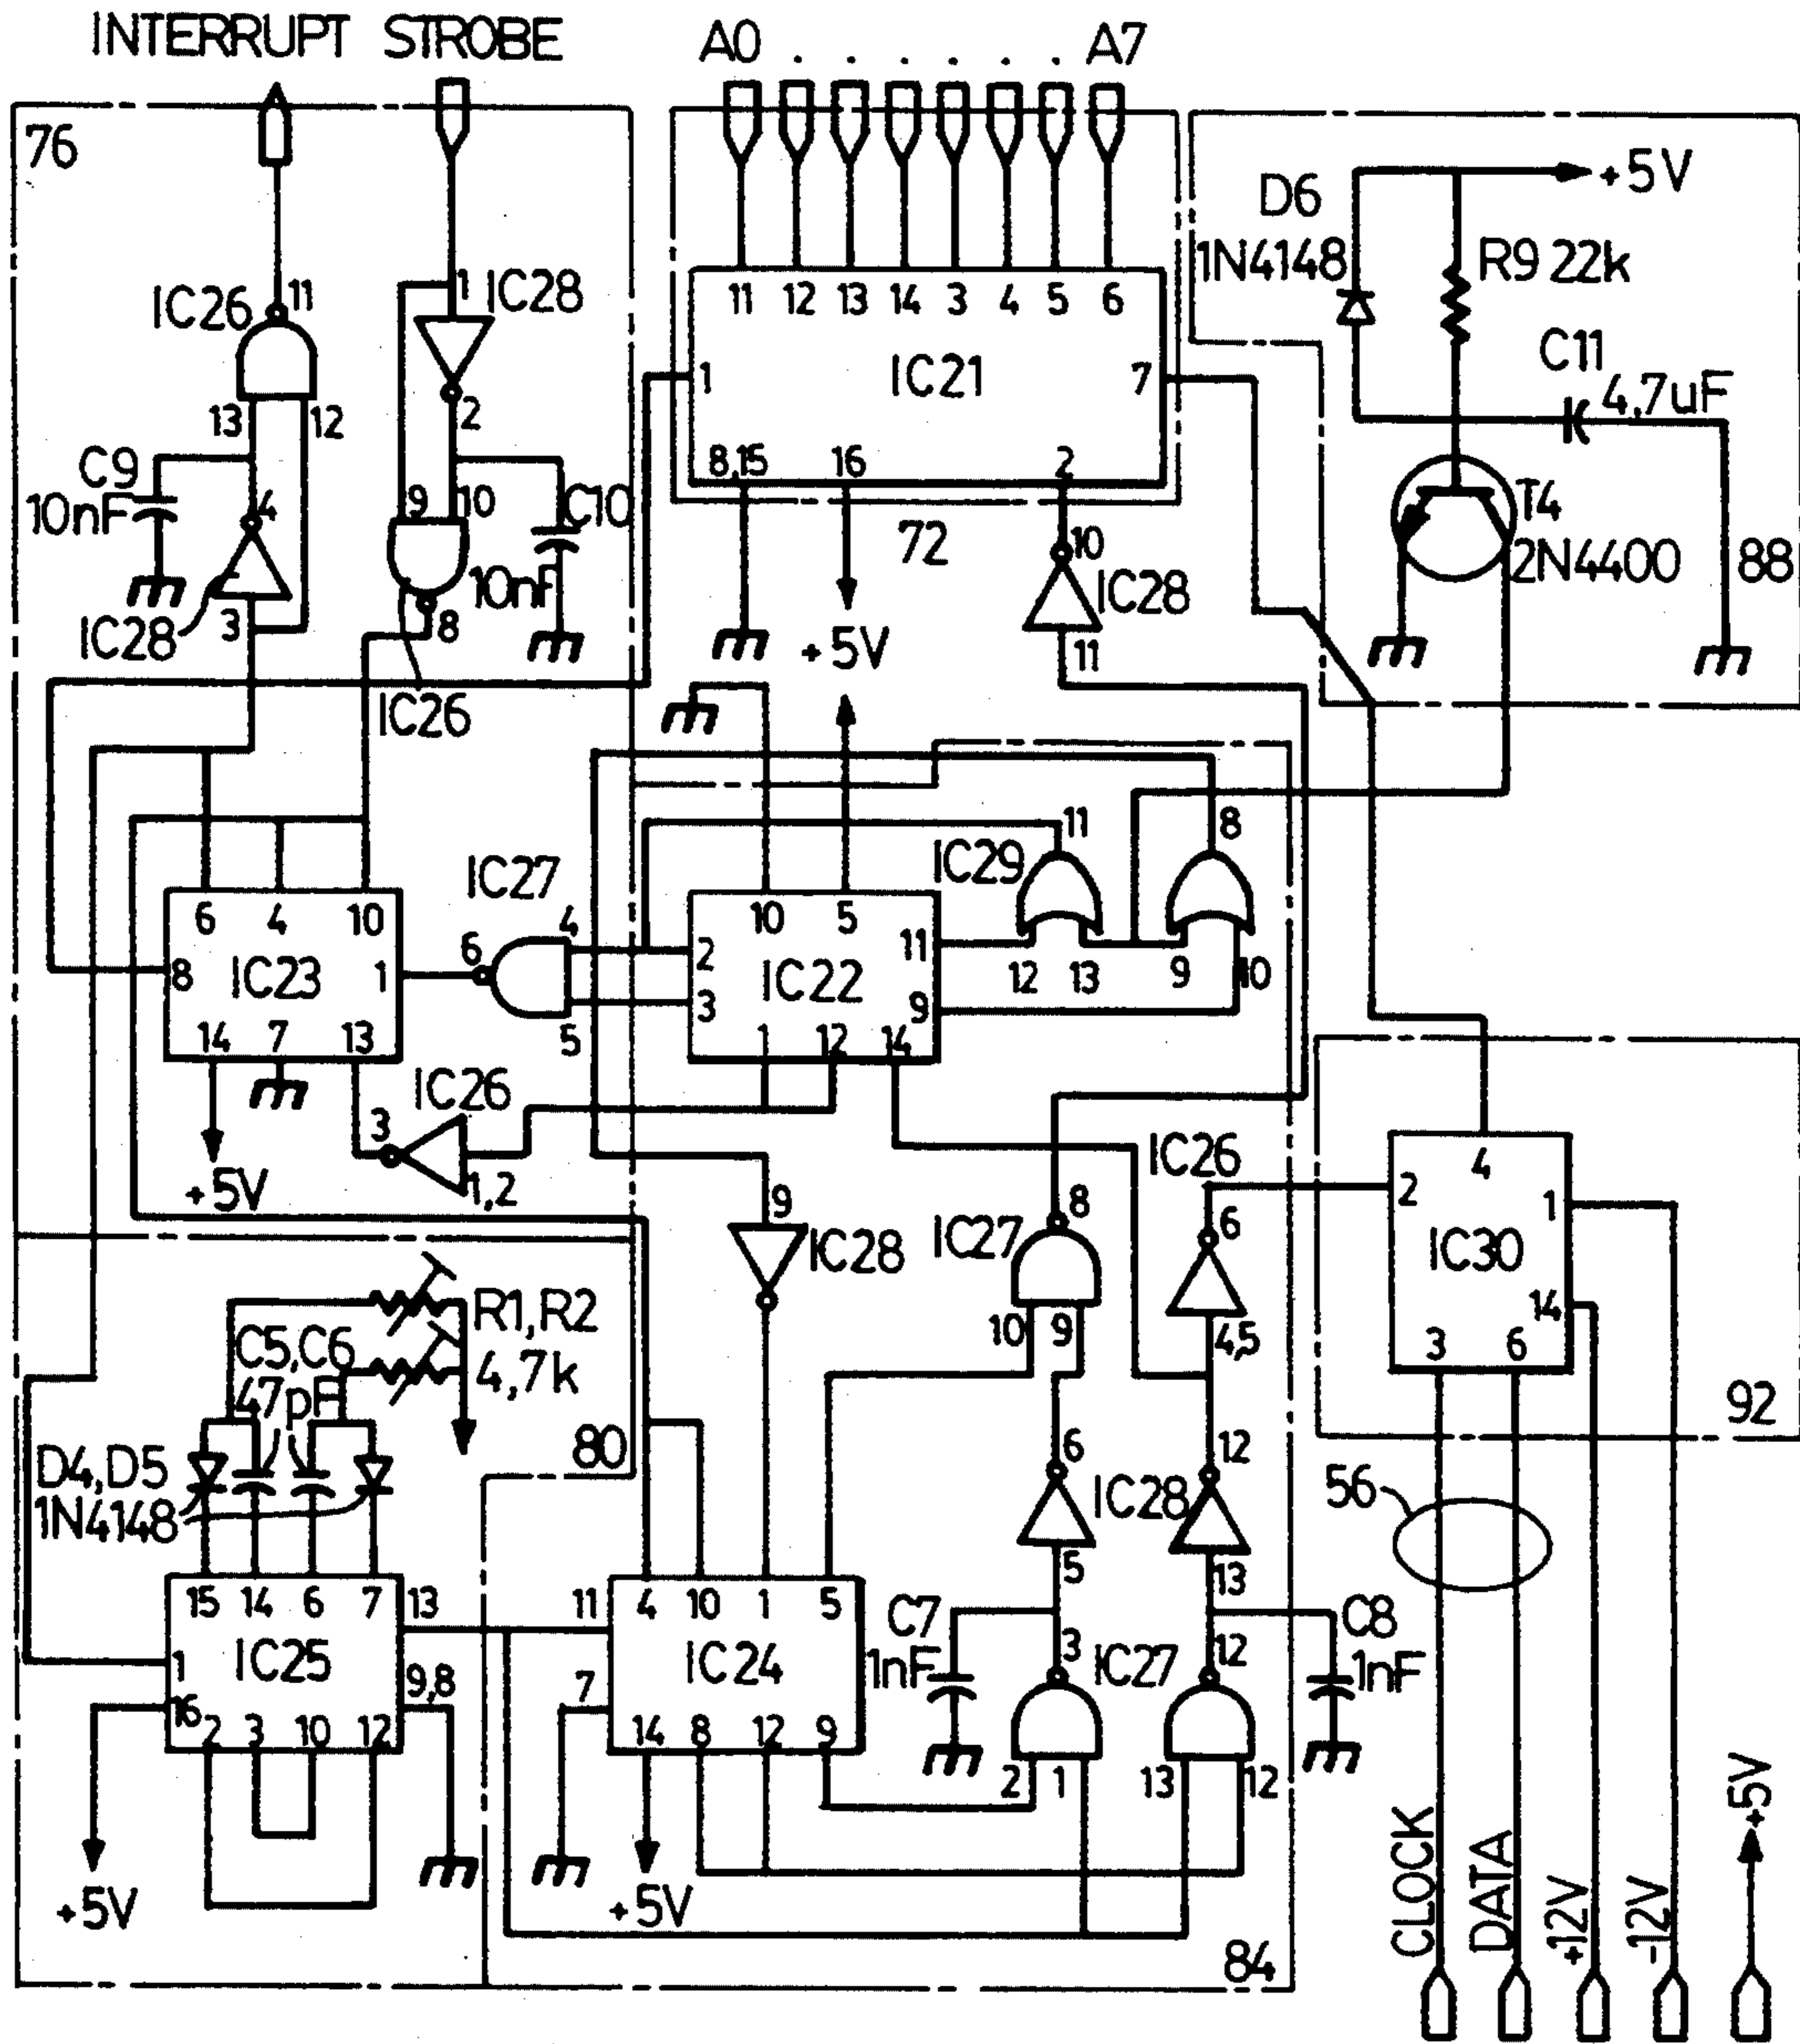 INTERRUPT STROBE A0 . . . . . . A7
76
+5V
D6
1N4148
R9 22k
IC26
11
1
IC28
11 12 13 14 3 4 5 6
1
IC21
7
C11
4,7uF
13
12
2
8,15 16 2
C9
10nF
4
9 10
C10
T4
2N4400
88
72
10
IC28
10nF
IC28
3
8
+5V
11
IC26
8
11
IC29
IC27
6 4 10
4
10 5
8 IC23 1
6
2
IC22
11
12 13 9 10
3
9
14 7 13
5
1 12 14
IC26
3
1,2
+5V
IC26
9
8
6
2
4
1
IC28
IC27
IC30
R1,R2
4,7k
C5,C6
47pF
10 9
4,5
14
3 6
92
D4,D5
1N4148
80
6
12
IC28
56
5
13
15 14 6 7
13
11
4 10 1 5
C7
1nF
C8
1nF
1
IC25
IC24
3
IC27
12
16
9,8
7
2 3 10 12
14 8 12 9
2 1
13 12
+5V
+5V
84
CLOCK
DATA
+12V
-12V
+5V